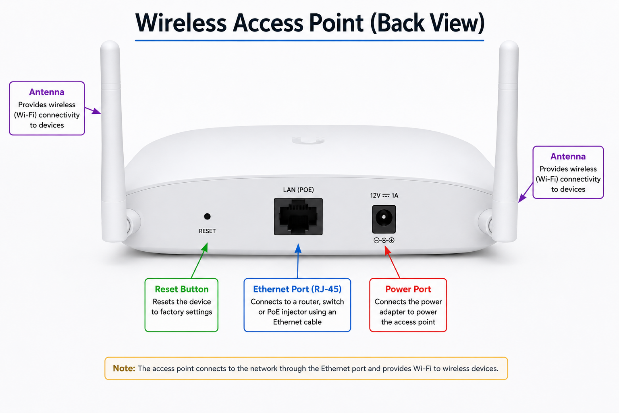 Wireless Access Point (Back View)
Antenna
Provides wireless
(Wi-Fi) connectivity
to devices
Antenna
Provides wireless
(Wi-Fi) connectivity
to devices
RESET
LAN (POE)
12V ⎓ 1A
Reset Button
Resets the device
to factory settings
Ethernet Port (RJ-45)
Connects to a router, switch
or PoE injector using an
Ethernet cable
Power Port
Connects the power
adapter to power
the access point
Note: The access point connects to the network through the Ethernet port and provides Wi-Fi to wireless devices.